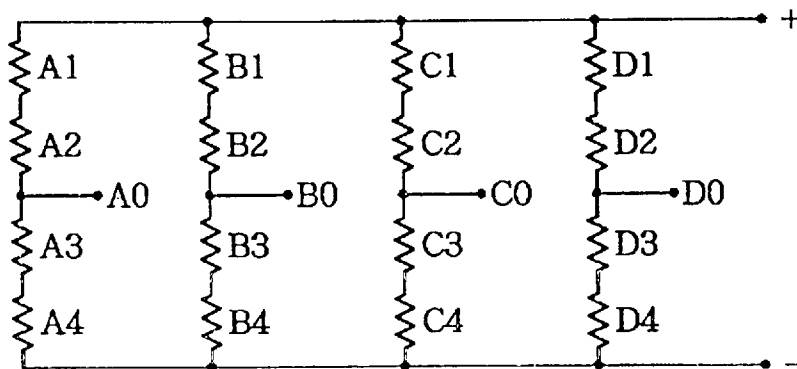 +
A1 B1 C1 D1
A2 B2 C2 D2
A0 B0 C0 D0
A3 B3 C3 D3
A4 B4 C4 D4
−